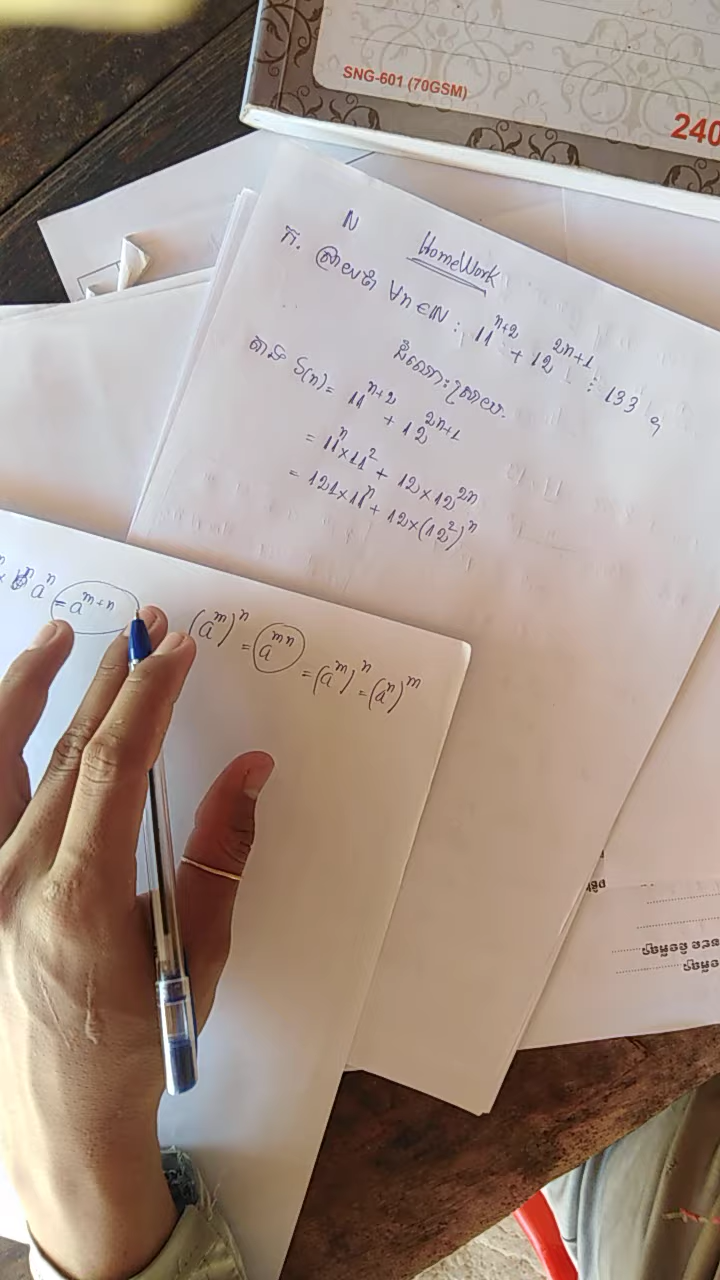 SNG-601 (70GSM)
240
N HomeWork
ក. ស្រាយថា ∀n∈IN : 11^{n+2} + 12^{2n+1} ⋮ 133 ។
ដំណោះស្រាយ
តាង S(n) = 11^{n+2} + 12^{2n+1}
= 11^n × 11^2 + 12 × 12^{2n}
= 121 × 11^n + 12 × (12^2)^n
a^n = a^{m+n}
(a^m)^n = a^{mn} = (a^m)^n = (a^n)^m